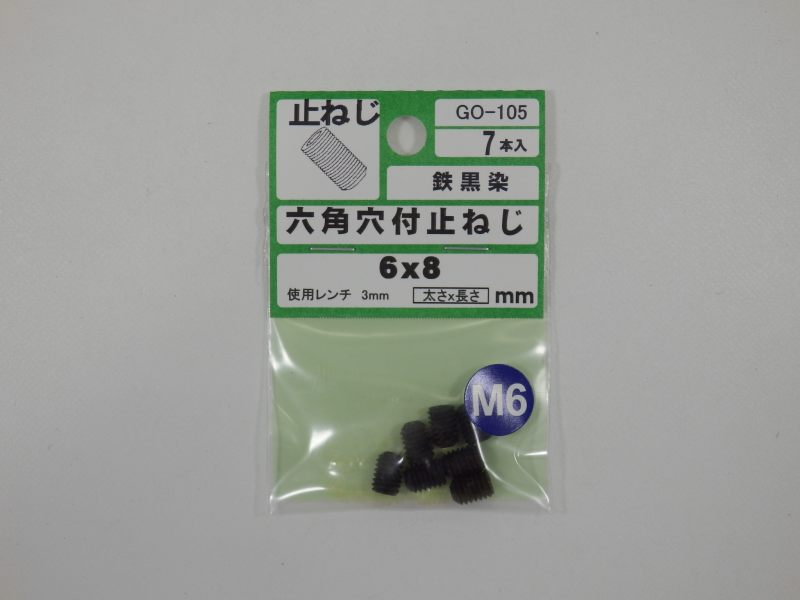 止ねじ
GO-105
7本入
鉄黒染
六角穴付止ねじ
6x8
使用レンチ 3mm 太さx長さ mm
M6